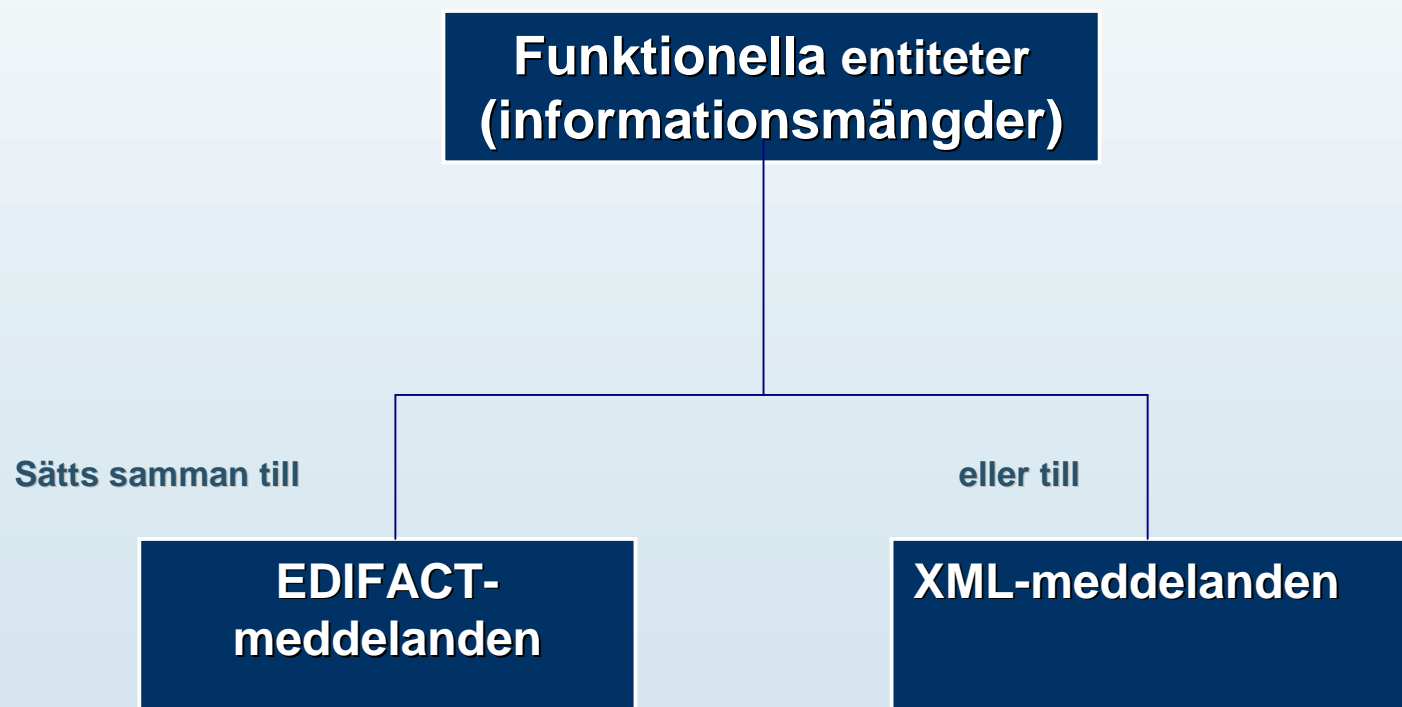 Funktionella entiteter
(informationsmängder)
Sätts samman till
eller till
EDIFACT-
meddelanden
XML-meddelanden